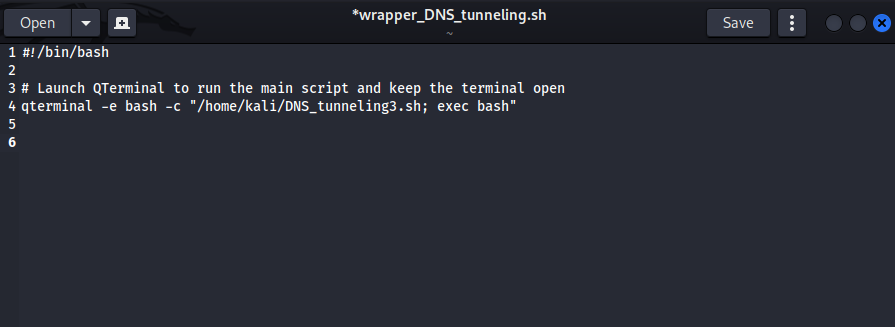 Open
*wrapper_DNS_tunneling.sh
~
Save
1 #!/bin/bash
2
3 # Launch QTerminal to run the main script and keep the terminal open
4 qterminal -e bash -c "/home/kali/DNS_tunneling3.sh; exec bash"
5
6